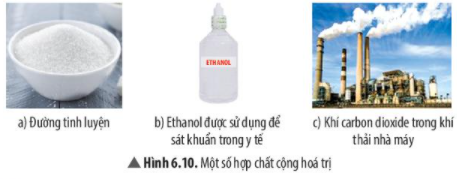 ETHANOL
a) Đường tinh luyện
b) Ethanol được sử dụng để
sát khuẩn trong y tế
c) Khí carbon dioxide trong khí
thải nhà máy
▲ Hình 6.10. Một số hợp chất cộng hoá trị